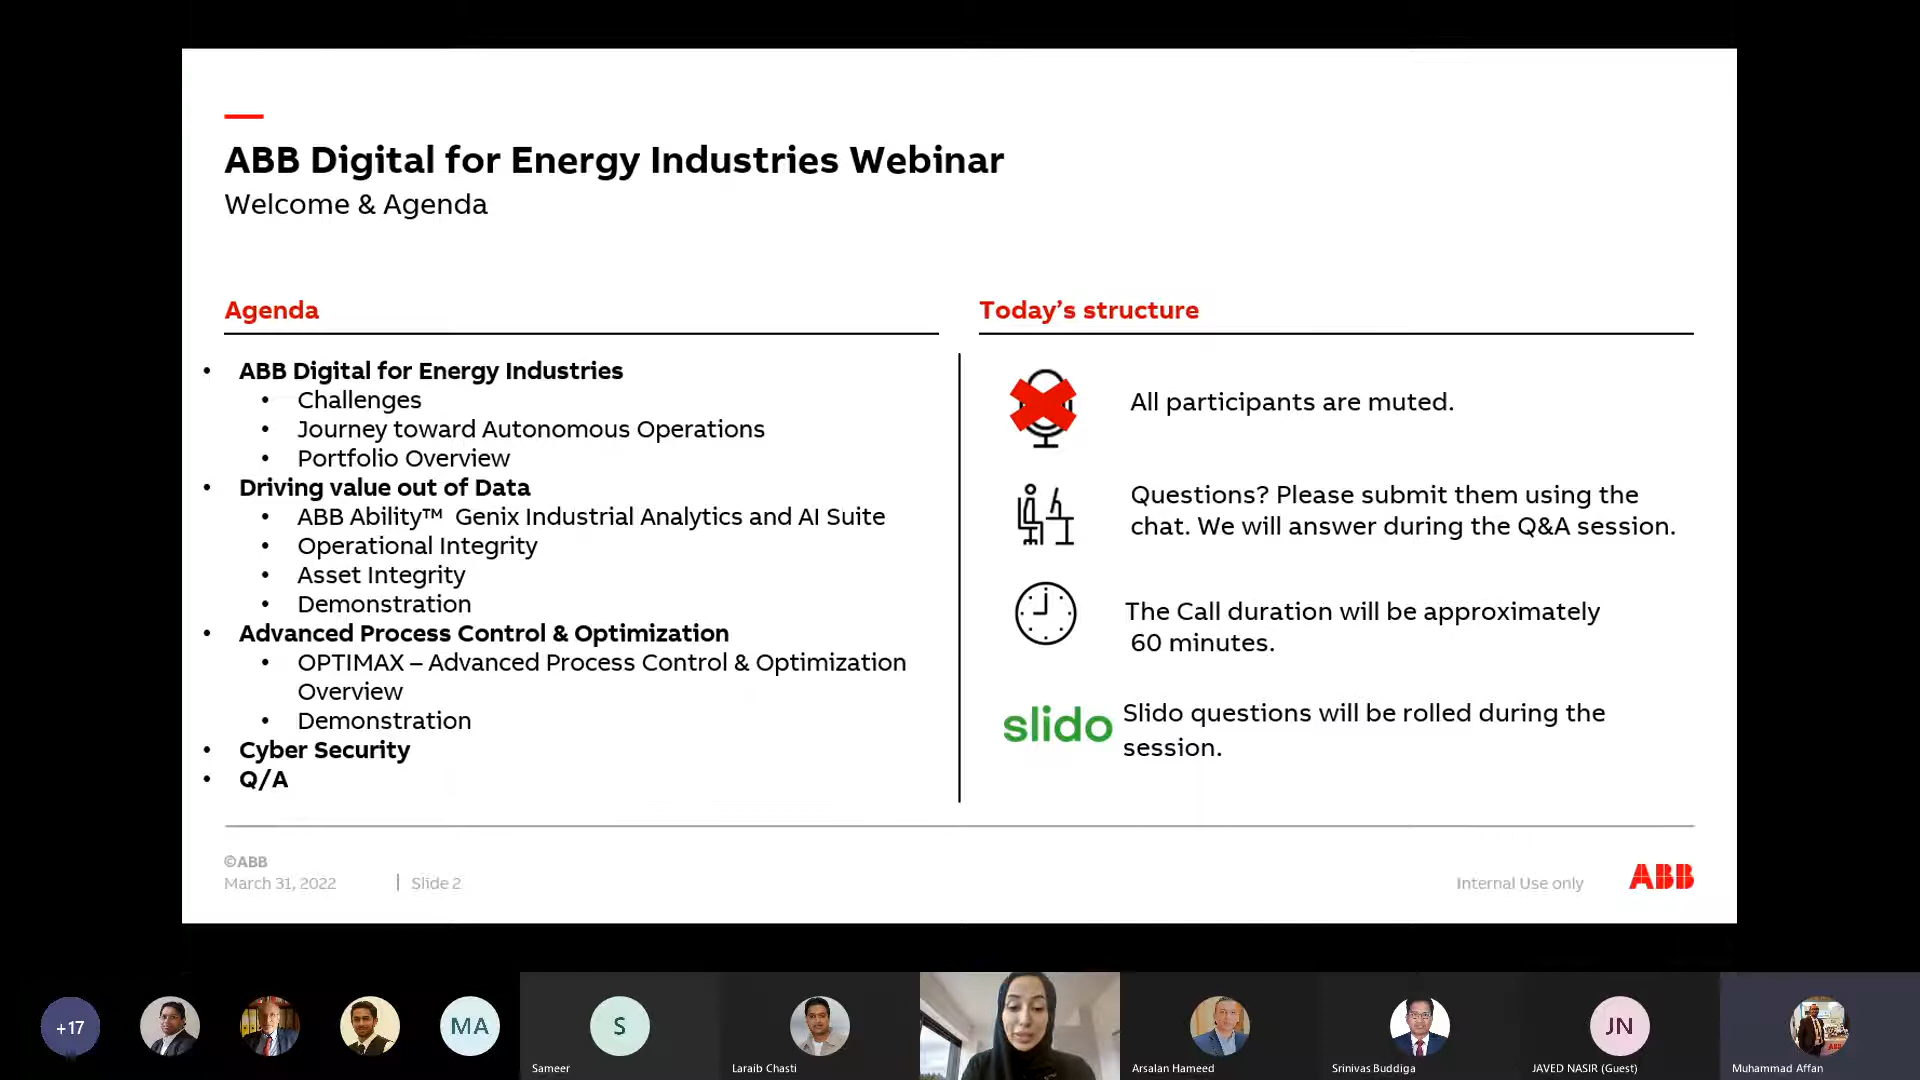 ABB Digital for Energy Industries Webinar
Welcome & Agenda
Agenda
• ABB Digital for Energy Industries
• Challenges
• Journey toward Autonomous Operations
• Portfolio Overview
• Driving value out of Data
• ABB Ability™ Genix Industrial Analytics and AI Suite
• Operational Integrity
• Asset Integrity
• Demonstration
• Advanced Process Control & Optimization
• OPTIMAX – Advanced Process Control & Optimization
Overview
• Demonstration
• Cyber Security
• Q/A
Today’s structure
All participants are muted.
Questions? Please submit them using the
chat. We will answer during the Q&A session.
The Call duration will be approximately
60 minutes.
slido
Slido questions will be rolled during the
session.
©ABB
March 31, 2022 | Slide 2
Internal Use only
ABB
+17
MA
S
Sameer
Laraib Chasti
Arsalan Hameed
Srinivas Buddiga
JN
JAVED NASIR (Guest)
ABB
Muhammad Affan